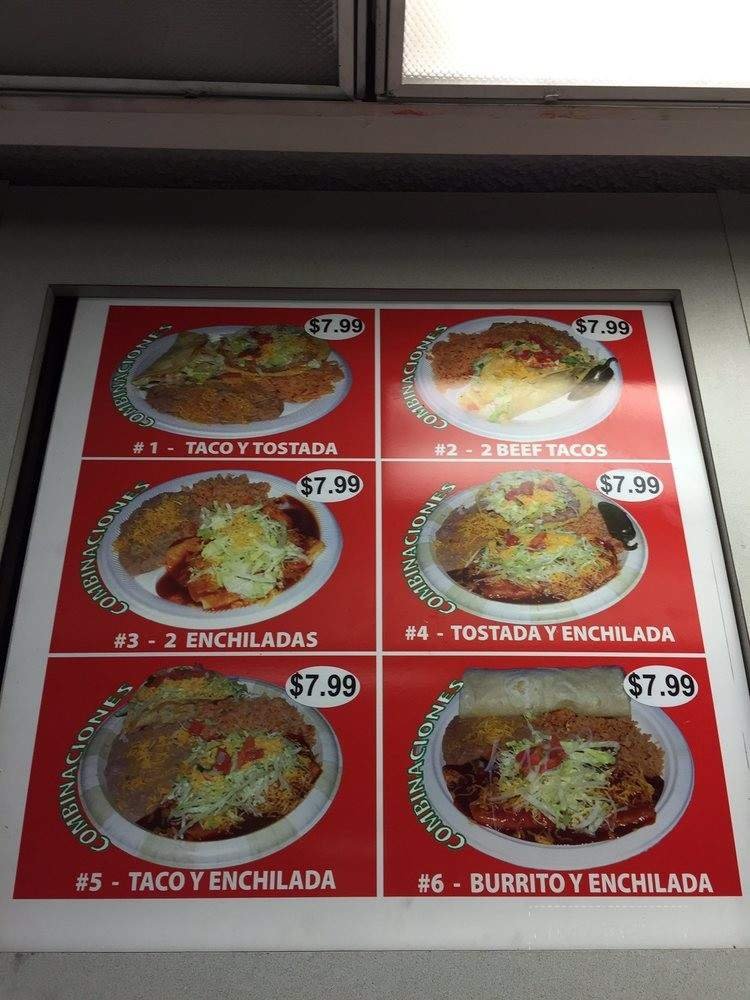 COMBINACIONES
$7.99
# 1 - TACO Y TOSTADA
COMBINACIONES
$7.99
#2 - 2 BEEF TACOS
COMBINACIONES
$7.99
#3 - 2 ENCHILADAS
COMBINACIONES
$7.99
#4 - TOSTADA Y ENCHILADA
COMBINACIONES
$7.99
#5 - TACO Y ENCHILADA
COMBINACIONES
$7.99
#6 - BURRITO Y ENCHILADA